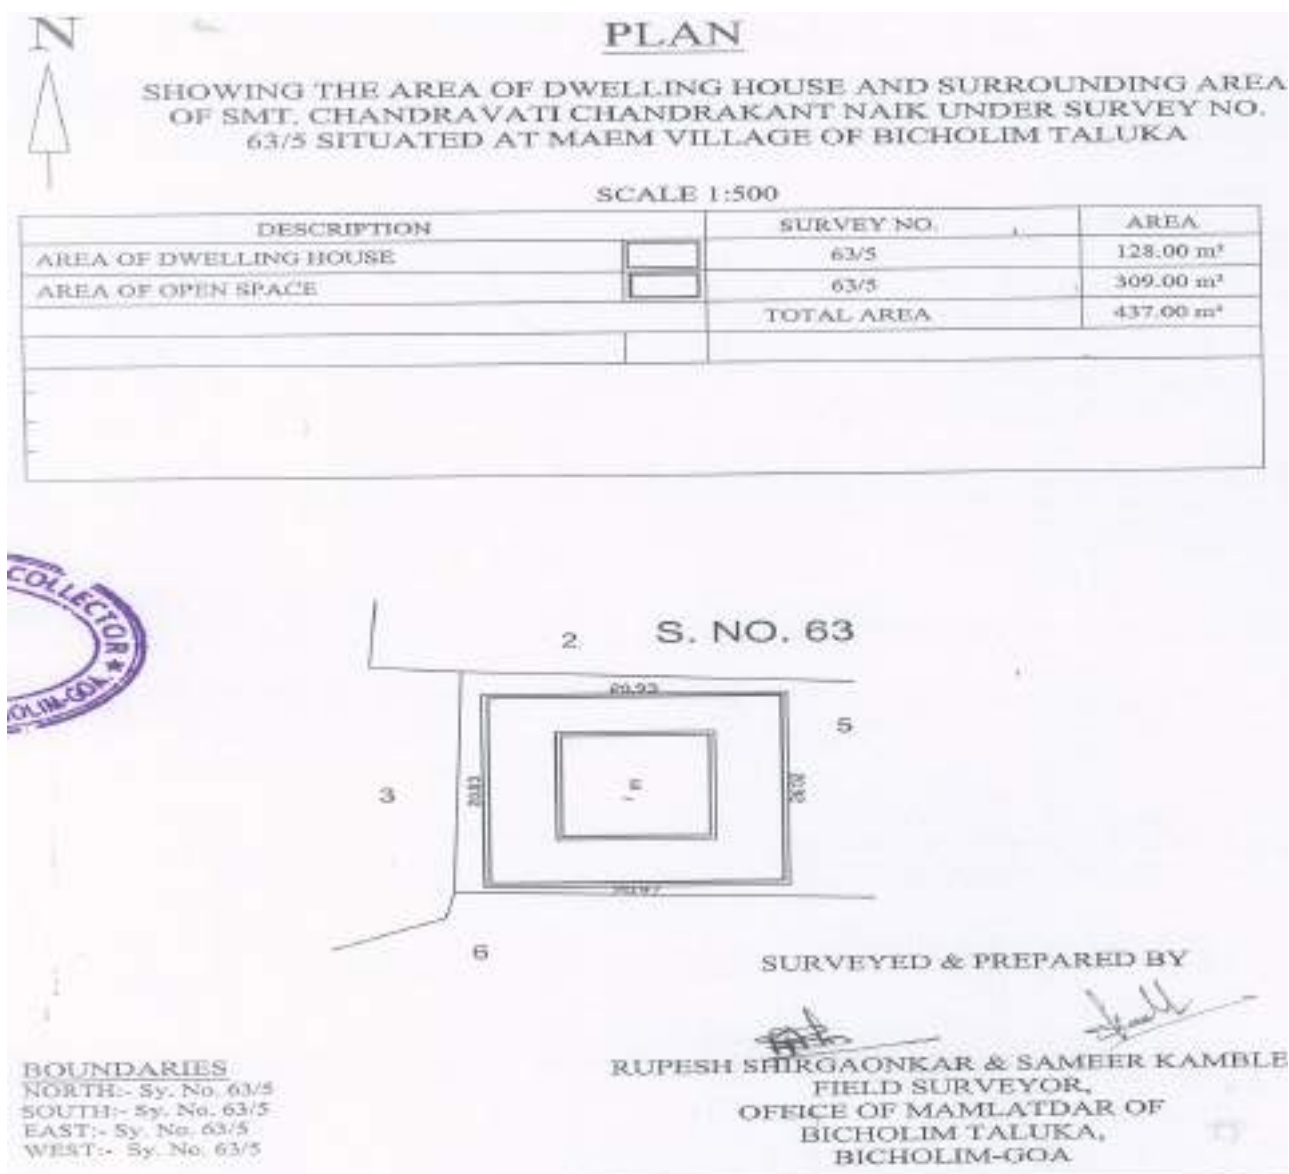 N
PLAN
SHOWING THE AREA OF DWELLING HOUSE AND SURROUNDING AREA
OF SMT. CHANDRAVATI CHANDRAKANT NAIK UNDER SURVEY NO.
63/5 SITUATED AT MAEM VILLAGE OF BICHOLIM TALUKA
SCALE 1:500
DESCRIPTION SURVEY NO. AREA
AREA OF DWELLING HOUSE 63/5 128.00 m²
AREA OF OPEN SPACE 63/5 309.00 m²
TOTAL AREA 437.00 m²
COLLECTOR ★
OLIM-GOA.
2 S. NO. 63
20.93
5
3
6
SURVEYED & PREPARED BY
RUPESH SHIRGAONKAR & SAMEER KAMBLE
FIELD SURVEYOR,
OFFICE OF MAMLATDAR OF
BICHOLIM TALUKA,
BICHOLIM-GOA
BOUNDARIES
NORTH:- Sy. No. 63/5
SOUTH:- Sy. No. 63/5
EAST:- Sy. No. 63/5
WEST:- Sy. No. 63/5